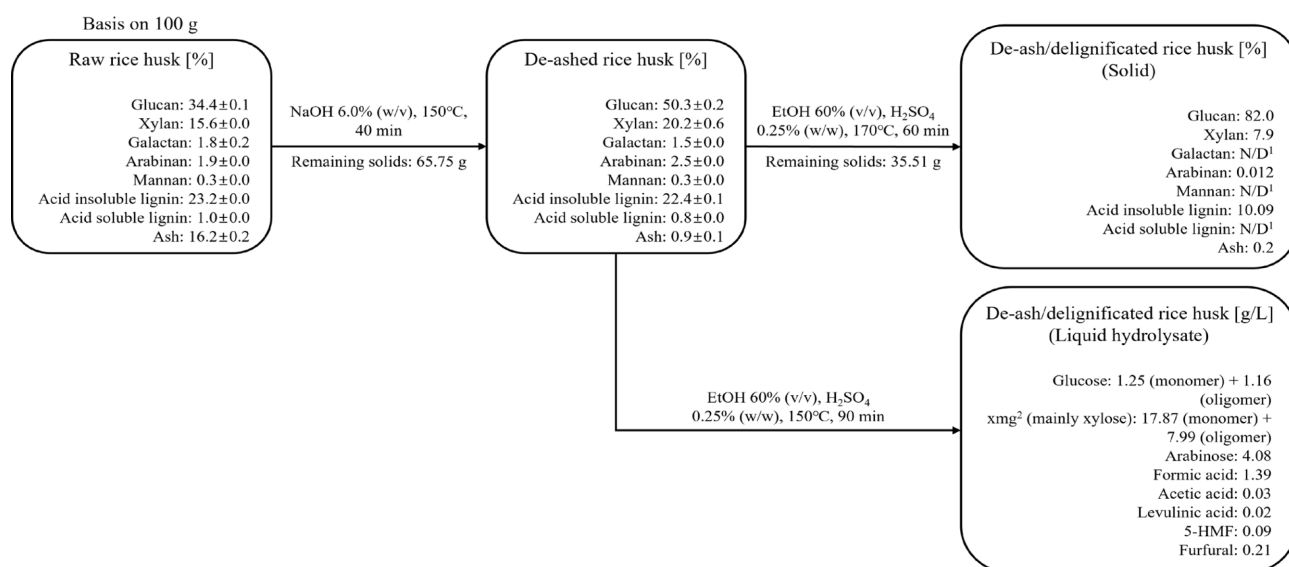 Basis on 100 g
Raw rice husk [%]
Glucan: 34.4±0.1
Xylan: 15.6±0.0
Galactan: 1.8±0.2
Arabinan: 1.9±0.0
Mannan: 0.3±0.0
Acid insoluble lignin: 23.2±0.0
Acid soluble lignin: 1.0±0.0
Ash: 16.2±0.2
NaOH 6.0% (w/v), 150℃,
40 min
Remaining solids: 65.75 g
De-ashed rice husk [%]
Glucan: 50.3±0.2
Xylan: 20.2±0.6
Galactan: 1.5±0.0
Arabinan: 2.5±0.0
Mannan: 0.3±0.0
Acid insoluble lignin: 22.4±0.1
Acid soluble lignin: 0.8±0.0
Ash: 0.9±0.1
EtOH 60% (v/v), H₂SO₄
0.25% (w/w), 170℃, 60 min
Remaining solids: 35.51 g
De-ash/delignificated rice husk [%]
(Solid)
Glucan: 82.0
Xylan: 7.9
Galactan: N/D¹
Arabinan: 0.012
Mannan: N/D¹
Acid insoluble lignin: 10.09
Acid soluble lignin: N/D¹
Ash: 0.2
EtOH 60% (v/v), H₂SO₄
0.25% (w/w), 150℃, 90 min
De-ash/delignificated rice husk [g/L]
(Liquid hydrolysate)
Glucose: 1.25 (monomer) + 1.16
(oligomer)
xmg² (mainly xylose): 17.87 (monomer) +
7.99 (oligomer)
Arabinose: 4.08
Formic acid: 1.39
Acetic acid: 0.03
Levulinic acid: 0.02
5-HMF: 0.09
Furfural: 0.21